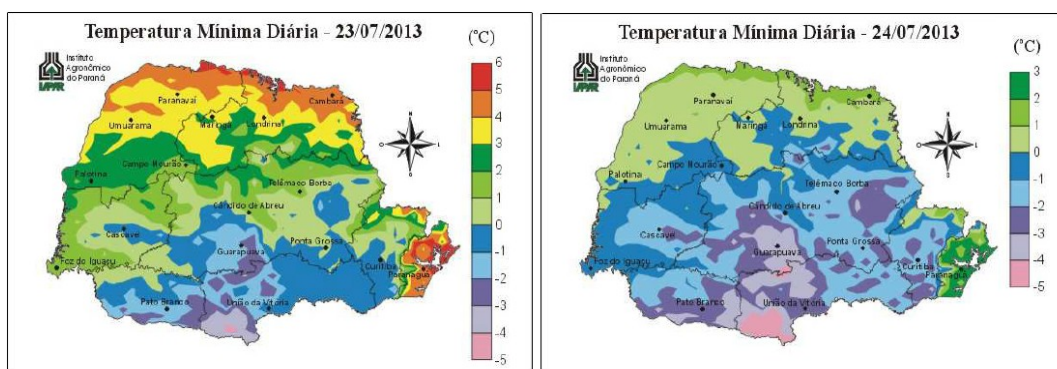 Temperatura Mínima Diária - 23/07/2013
Instituto
Agronômico
do Paraná
IAPAR
(°C)
6
5
4
3
2
1
0
-1
-2
-3
-4
-5
Paranavaí
Cambará
Umuarama
Maringá
Londrina
Campo Mourão
Palotina
Telêmaco Borba
Cândido de Abreu
Cascavel
Guarapuava
Ponta Grossa
Foz do Iguaçu
Curitiba
Paranaguá
Pato Branco
União da Vitória
Temperatura Mínima Diária - 24/07/2013
Instituto
Agronômico
do Paraná
IAPAR
(°C)
3
2
1
0
-1
-2
-3
-4
-5
Paranavaí
Cambará
Umuarama
Maringá
Londrina
Campo Mourão
Palotina
Telêmaco Borba
Cândido de Abreu
Cascavel
Guarapuava
Ponta Grossa
Foz do Iguaçu
Curitiba
Paranaguá
Pato Branco
União da Vitória